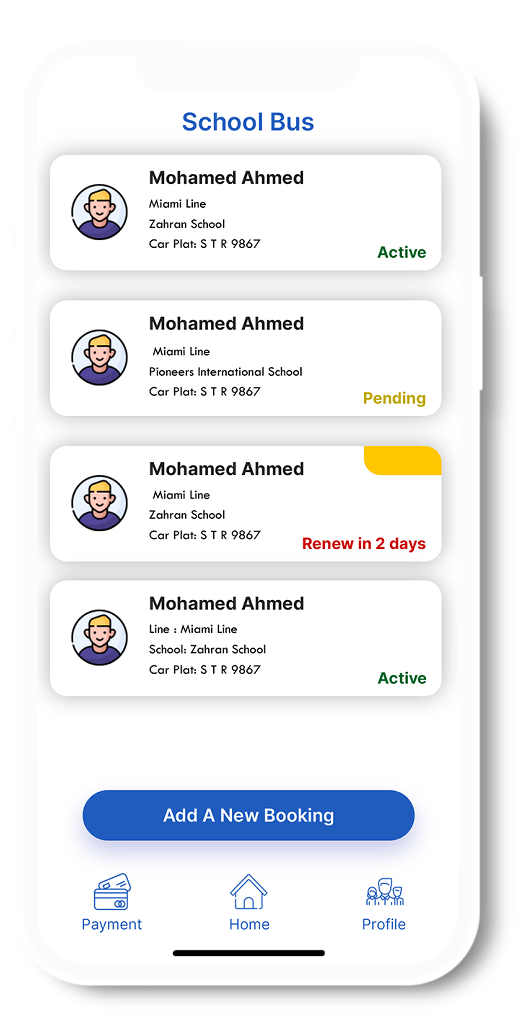 School Bus
Mohamed Ahmed
Miami Line
Zahran School
Car Plat: S T R 9867
Active
Mohamed Ahmed
Miami Line
Pioneers International School
Car Plat: S T R 9867
Pending
Mohamed Ahmed
Miami Line
Zahran School
Car Plat: S T R 9867
Renew in 2 days
Mohamed Ahmed
Line : Miami Line
School: Zahran School
Car Plat: S T R 9867
Active
Add A New Booking
Payment
Home
Profile